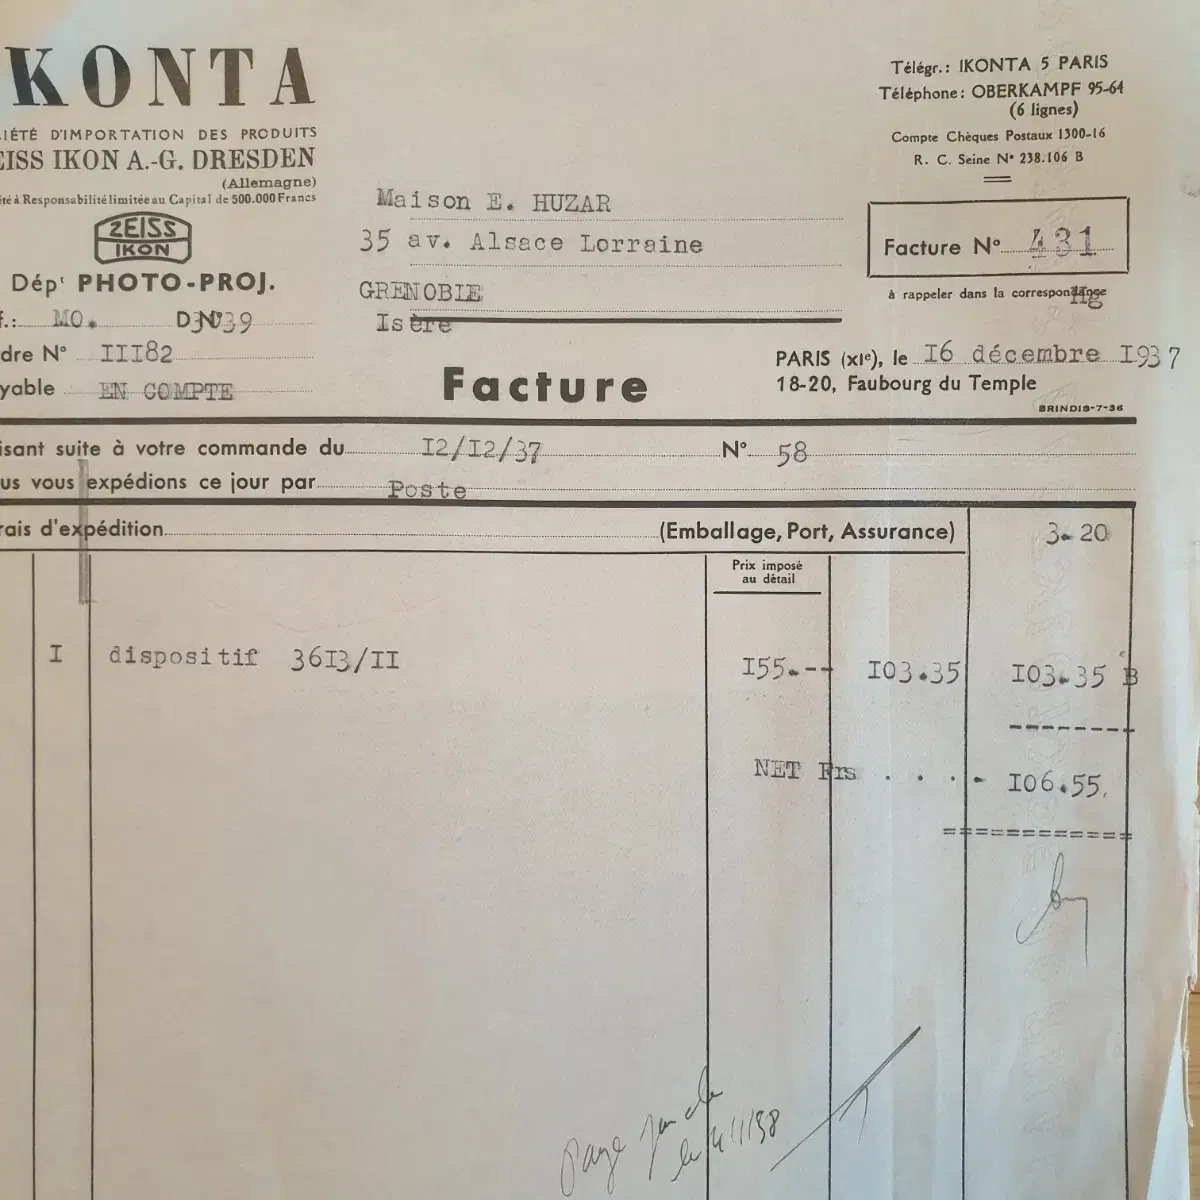 KONTA
IÉTÉ D'IMPORTATION DES PRODUITS
EISS IKON A.-G. DRESDEN
(Allemagne)
ité à Responsabilité limitée au Capital de 500.000 Francs
ZEISS
IKON
Dépt PHOTO-PROJ.
f.: MO.
dre N° III82
yable EN COMPTE
Télégr.: IKONTA 5 PARIS
Téléphone: OBERKAMPF 95-64
(6 lignes)
Compte Chèques Postaux 1300-16
R. C. Seine N° 238.106 B
Maison E. HUZAR
35 av. Alsace Lorraine
GRENOBlE
Isère
Facture N° 431
à rappeler dans la correspondance
Facture
PARIS (XIe), le I6 décembre I937
18-20, Faubourg du Temple
BRINDIS-7-36
isant suite à votre commande du I2/I2/37 N° 58
us vous expédions ce jour par Poste
rais d'expédition (Emballage, Port, Assurance) 3.20
Prix imposé
au détail
I dispositif 36I3/II I55.-- I03.35 I03.35 B
NET Frs . . . . I06.55.